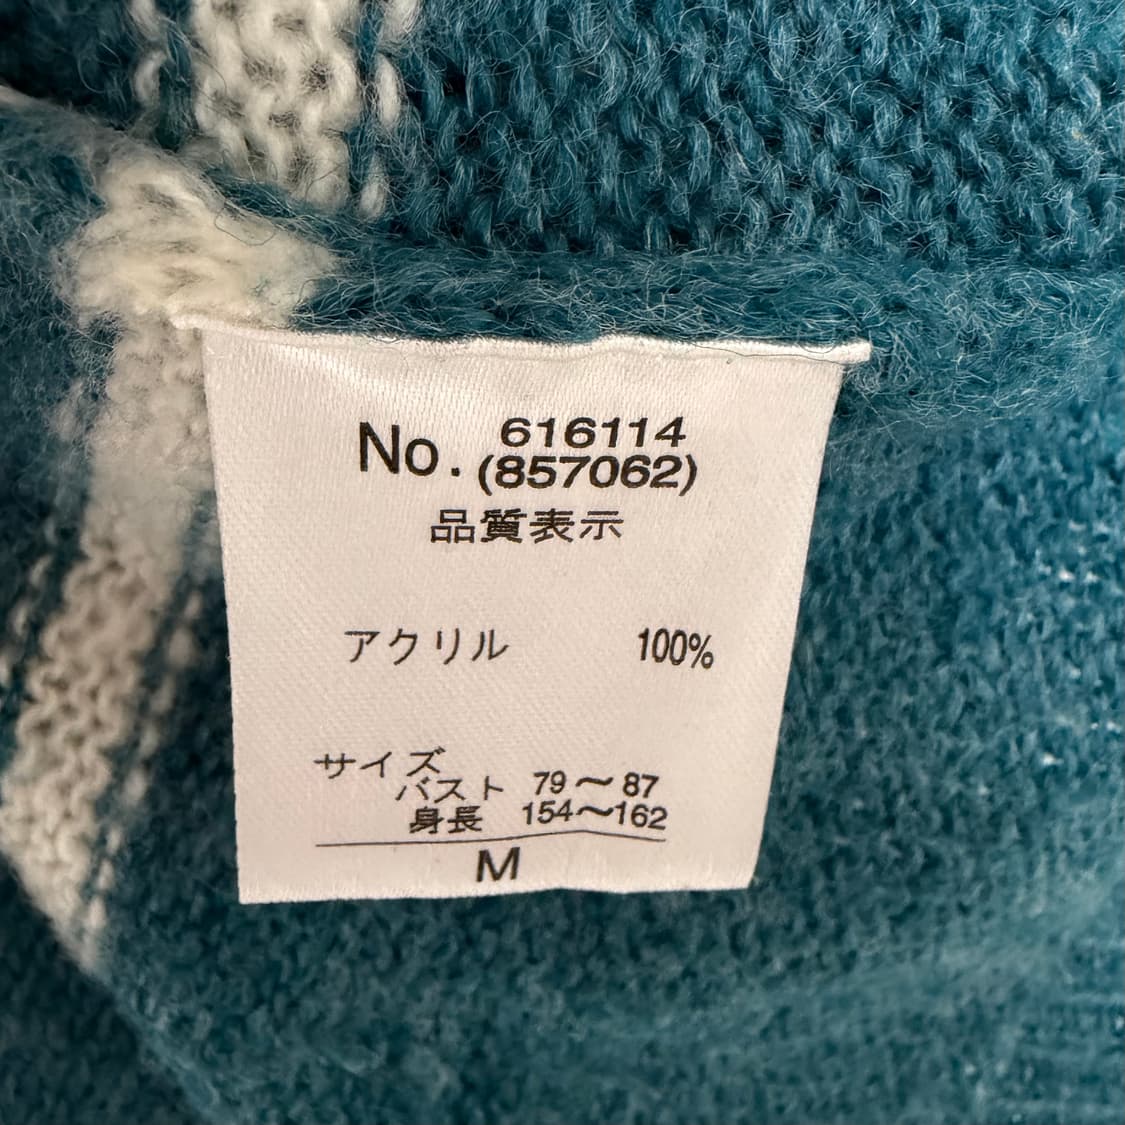 No. 616114
(857062)
品質表示
アクリル 100%
サイズ
バスト 79～87
身長 154～162
M